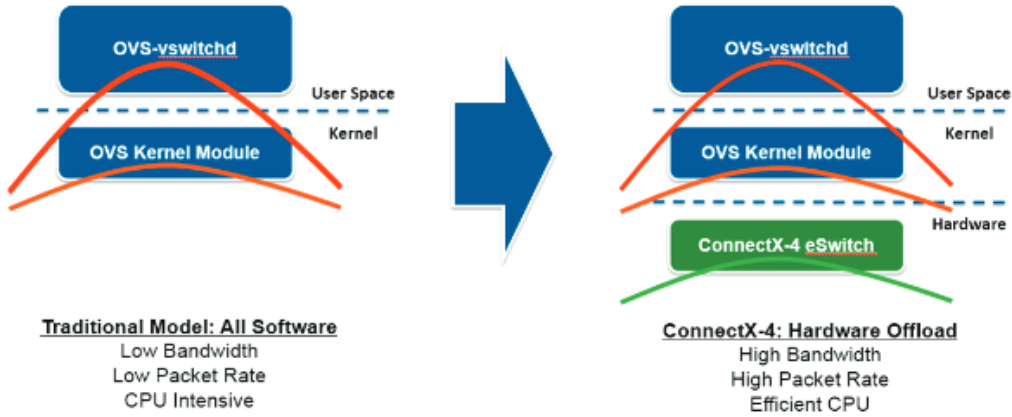 OVS-vswitchd
User Space
Kernel
OVS Kernel Module
Traditional Model: All Software
Low Bandwidth
Low Packet Rate
CPU Intensive
OVS-vswitchd
User Space
Kernel
OVS Kernel Module
Hardware
ConnectX-4 eSwitch
ConnectX-4: Hardware Offload
High Bandwidth
High Packet Rate
Efficient CPU